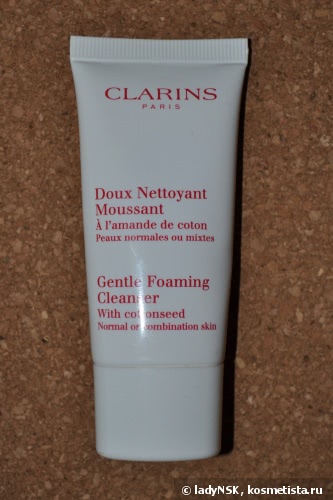 CLARINS
PARIS
Doux Nettoyant
Moussant
À l'amande de coton
Peaux normales ou mixtes
Gentle Foaming
Cleanser
With cottonseed
Normal or combination skin
© ladyNSK, kosmetista.ru